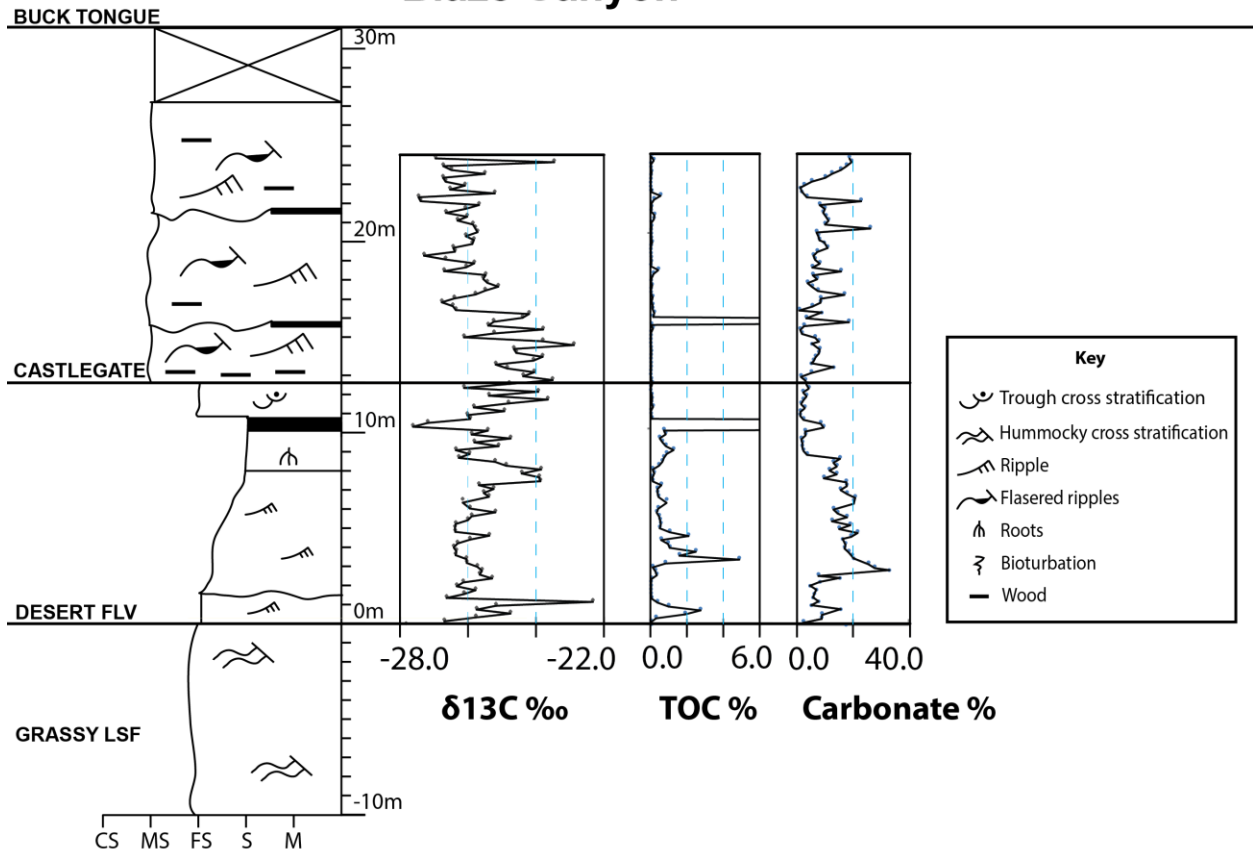 BUCK TONGUE
30m
20m
CASTLEGATE
10m
DESERT FLV
0m
GRASSY LSF
-10m
CS MS FS S M
-28.0 -22.0 0.0 6.0 0.0 40.0
δ13C ‰ TOC % Carbonate %
Key
Trough cross stratification
Hummocky cross stratification
Ripple
Flasered ripples
Roots
Bioturbation
Wood